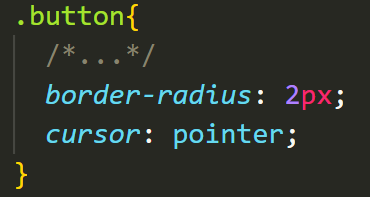 .button{
/*...*/
border-radius: 2px;
cursor: pointer;
}